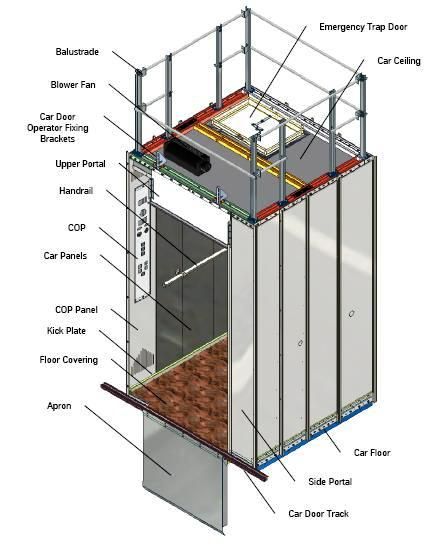 Emergency Trap Door
Balustrade
Car Ceiling
Blower Fan
Car Door
Operator Fixing
Brackets
Upper Portal
Handrail
COP
Car Panels
COP Panel
Kick Plate
Floor Covering
Apron
Car Floor
Side Portal
Car Door Track